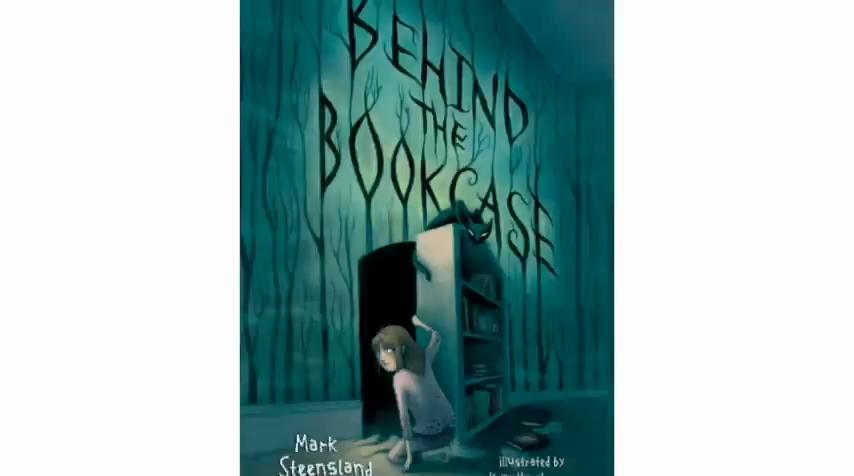 BEHIND
THE
BOOKCASE
Mark
Steensland
illustrated by